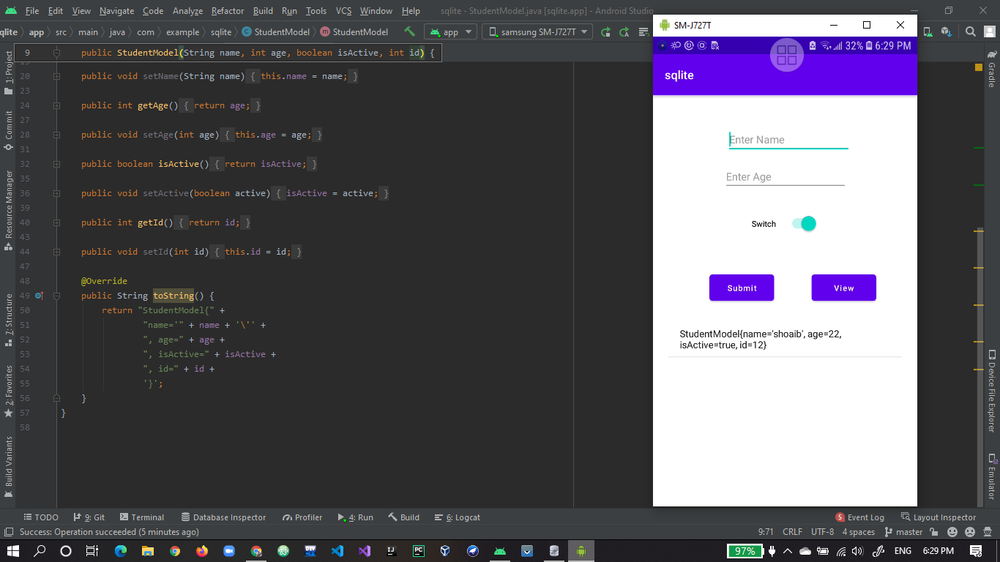 File Edit View Navigate Code Analyze Refactor Build Run Tools VCS Window Help sqlite - StudentModel.java [sqlite.app] - Android Studio
qlite app src main java com example sqlite StudentModel StudentModel app samsung SM-J727T
9 public StudentModel(String name, int age, boolean isActive, int id) {
20 public void setName(String name) { this.name = name; }
23
24 public int getAge() { return age; }
27
28 public void setAge(int age) { this.age = age; }
31
32 public boolean isActive() { return isActive; }
35
36 public void setActive(boolean active) { isActive = active; }
39
40 public int getId() { return id; }
43
44 public void setId(int id) { this.id = id; }
47
48 @Override
49 public String toString() {
50 return "StudentModel{" +
51 "name='" + name + '\'' +
52 ", age=" + age +
53 ", isActive=" + isActive +
54 ", id=" + id +
55 '}';
56 }
57 }
58
1: Project
Commit
Resource Manager
7: Structure
2: Favorites
Build Variants
SM-J727T
32% 6:29 PM
sqlite
Enter Name
Enter Age
Switch
Submit View
StudentModel{name='shoaib', age=22,
isActive=true, id=12}
Gradle
Device File Explorer
Emulator
TODO 9: Git Terminal Database Inspector Profiler 4: Run Build 6: Logcat 5 Event Log Layout Inspector
Success: Operation succeeded (5 minutes ago) 9:71 CRLF UTF-8 4 spaces master
97% ENG 6:29 PM